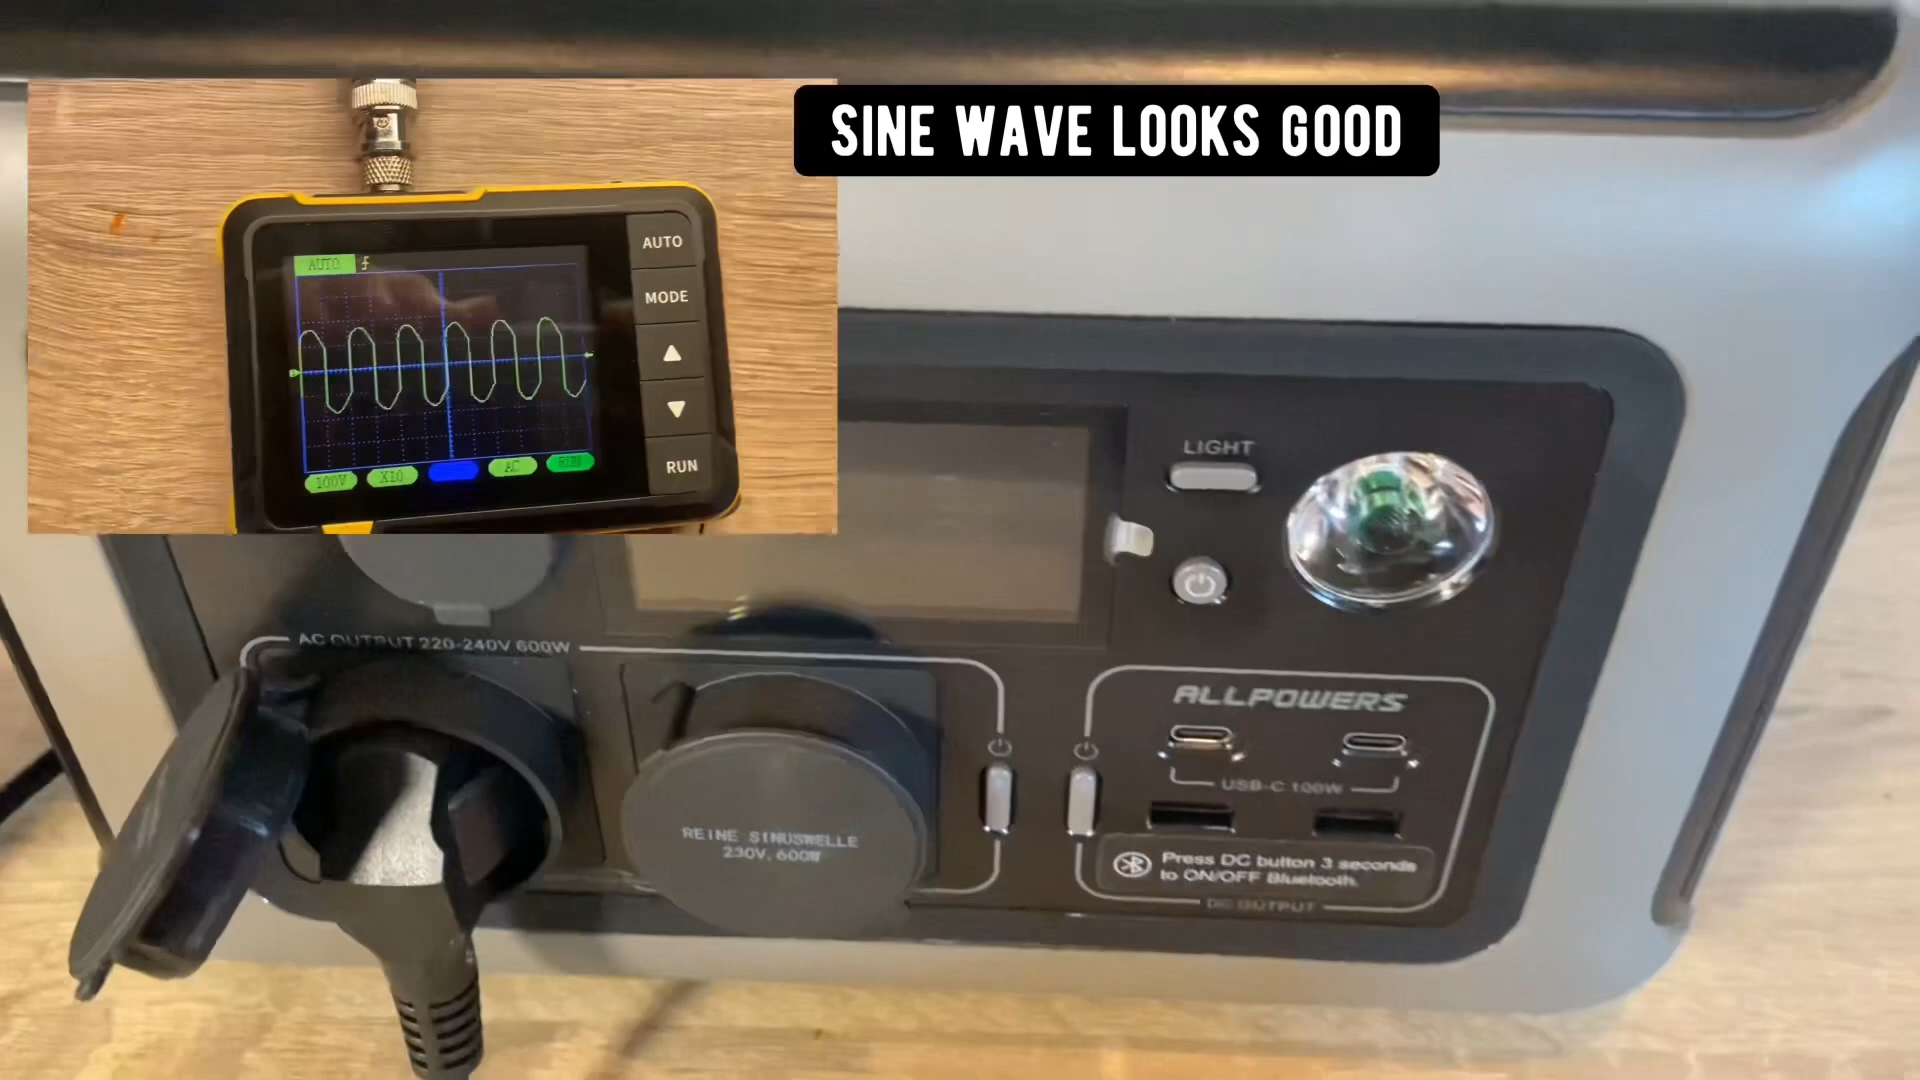 SINE WAVE LOOKS GOOD
AUTO
AUTO
MODE
RUN
100V
X10
AC
RUN
LIGHT
AC OUTPUT 220-240V 600W
ALLPOWERS
USB-C 100W
REINE SINUSWELLE
230V, 600W
Press DC button 3 seconds
to ON/OFF Bluetooth.
DC OUTPUT